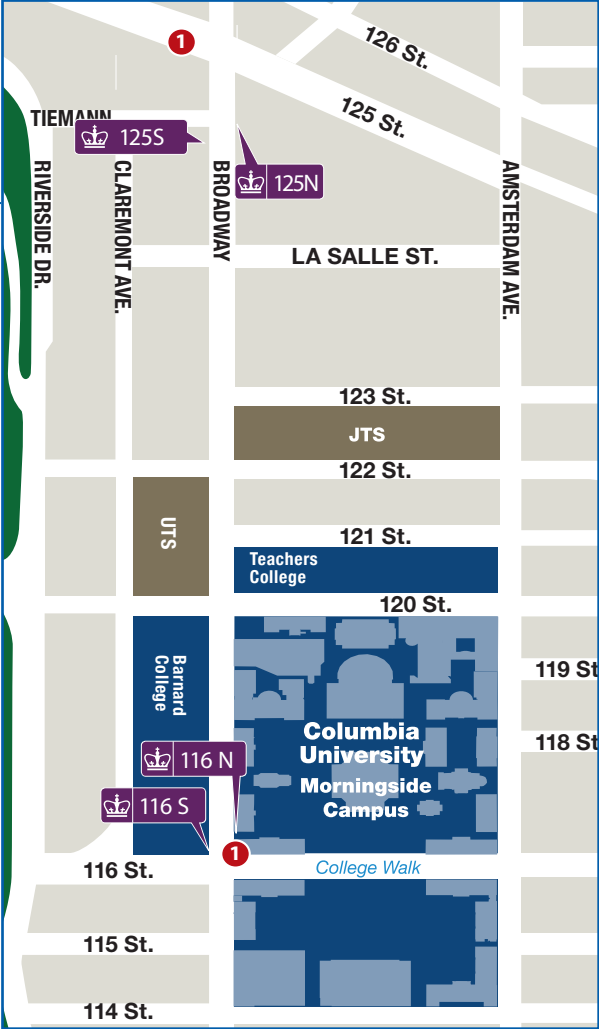 1
126 St.
125 St.
TIEMANN
125S
125N
RIVERSIDE DR.
CLAREMONT AVE.
BROADWAY
AMSTERDAM AVE.
LA SALLE ST.
123 St.
JTS
122 St.
UTS
121 St.
Teachers
College
120 St.
Barnard
College
119 St
Columbia
University
Morningside
Campus
118 St
116 N
116 S
1
116 St.
College Walk
115 St.
114 St.